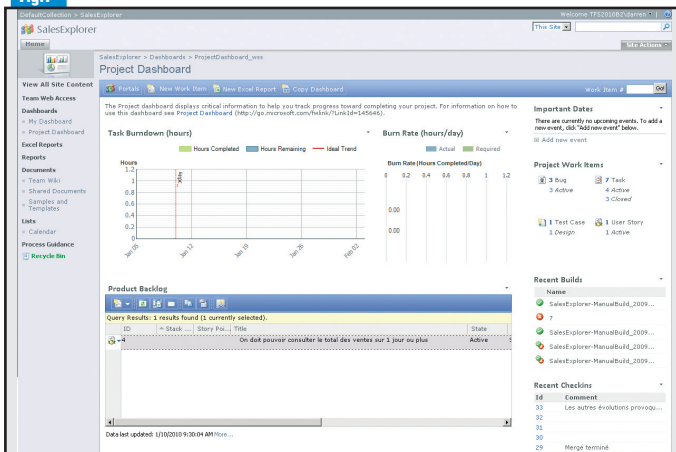 DefaultCollection > SalesExplorer
Welcome TFS2010B2\darren
SalesExplorer
This Site
Home
Site Actions
SalesExplorer > Dashboards > ProjectDashboard_wss
Project Dashboard
View All Site Content
Team Web Access
Dashboards
My Dashboard
Project Dashboard
Excel Reports
Reports
Documents
Team Wiki
Shared Documents
Samples and
Templates
Lists
Calendar
Process Guidance
Recycle Bin
Portals New Work Item New Excel Report Copy Dashboard Work Item # Go!
The Project dashboard displays critical information to help you track progress toward completing your project. For information on how to
use this dashboard see Project Dashboard (http://go.microsoft.com/fwlink/?LinkId=145646).
Task Burndown (hours)
Hours Completed Hours Remaining Ideal Trend
Hours
1.2
1
0.8
0.6
0.4
0.2
0
Jan 05 Jan 12 Jan 19 Jan 26 Feb 02
Burn Rate (hours/day)
Actual Required
Burn Rate (Hours Completed/Day)
0 0.2 0.4 0.6 0.8 1 1.2
0.00
0.00
Product Backlog
Query Results: 1 results found (1 currently selected).
ID Stack ... Story Poi... Title State
4 On doit pouvoir consulter le total des ventes sur 1 jour ou plus Active
Data last updated: 1/10/2010 9:30:04 AM More...
Important Dates
There are currently no upcoming events. To add a
new event, click "Add new event" below.
Add new event
Project Work Items
3 Bug 7 Task
3 Active 4 Active
3 Closed
1 Test Case 1 User Story
1 Design 1 Active
Recent Builds
Name
SalesExplorer-ManualBuild_2009...
7
SalesExplorer-ManualBuild_2009...
SalesExplorer-ManualBuild_2009...
SalesExplorer-ManualBuild_2009...
Recent Checkins
Id Comment
33 Les autres évolutions provoqu...
32
31
30
29 Merge terminé